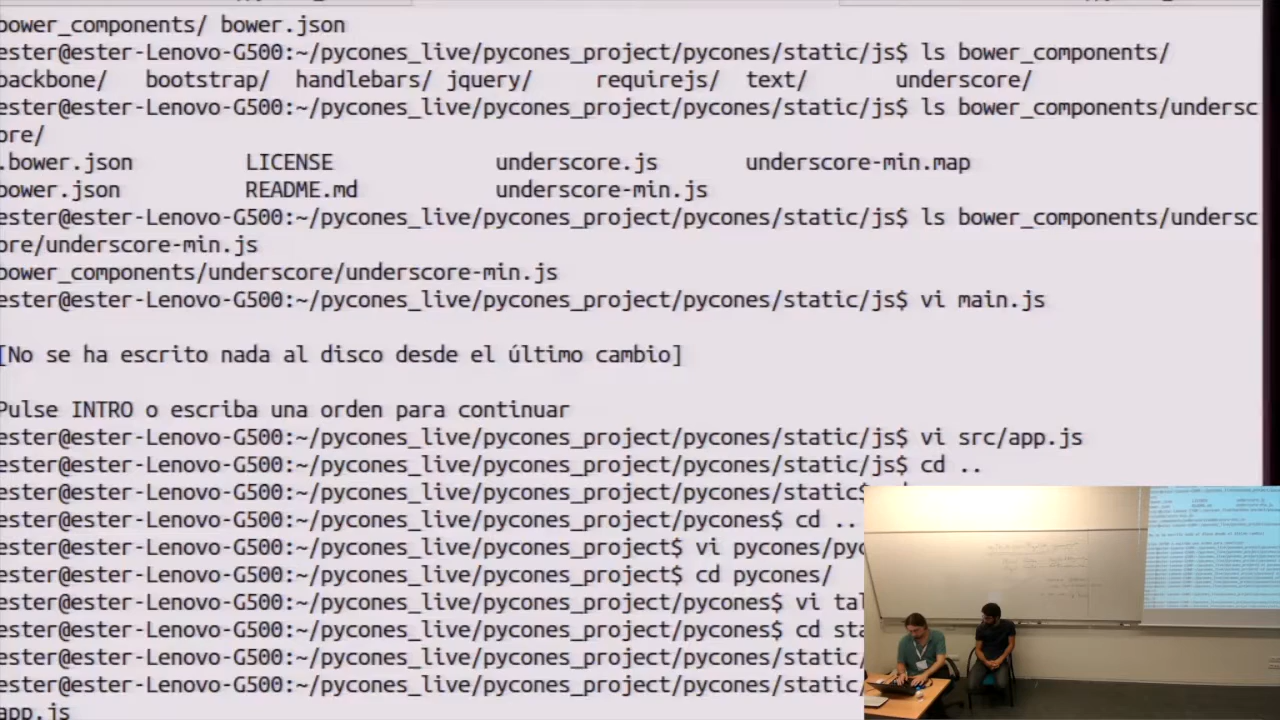 bower_components/ bower.json
ester@ester-Lenovo-G500:~/pycones_live/pycones_project/pycones/static/js$ ls bower_components/
backbone/ bootstrap/ handlebars/ jquery/ requirejs/ text/ underscore/
ester@ester-Lenovo-G500:~/pycones_live/pycones_project/pycones/static/js$ ls bower_components/undersc
ore/
.bower.json LICENSE underscore.js underscore-min.map
bower.json README.md underscore-min.js
ester@ester-Lenovo-G500:~/pycones_live/pycones_project/pycones/static/js$ ls bower_components/undersc
ore/underscore-min.js
bower_components/underscore/underscore-min.js
ester@ester-Lenovo-G500:~/pycones_live/pycones_project/pycones/static/js$ vi main.js
[No se ha escrito nada al disco desde el último cambio]
Pulse INTRO o escriba una orden para continuar
ester@ester-Lenovo-G500:~/pycones_live/pycones_project/pycones/static/js$ vi src/app.js
ester@ester-Lenovo-G500:~/pycones_live/pycones_project/pycones/static/js$ cd ..
ester@ester-Lenovo-G500:~/pycones_live/pycones_project/pycones/static$
ester@ester-Lenovo-G500:~/pycones_live/pycones_project/pycones$ cd ..
ester@ester-Lenovo-G500:~/pycones_live/pycones_project$ vi pycones/pyc
ester@ester-Lenovo-G500:~/pycones_live/pycones_project$ cd pycones/
ester@ester-Lenovo-G500:~/pycones_live/pycones_project/pycones$ vi tal
ester@ester-Lenovo-G500:~/pycones_live/pycones_project/pycones$ cd sta
ester@ester-Lenovo-G500:~/pycones_live/pycones_project/pycones/static/
ester@ester-Lenovo-G500:~/pycones_live/pycones_project/pycones/static/
app.js